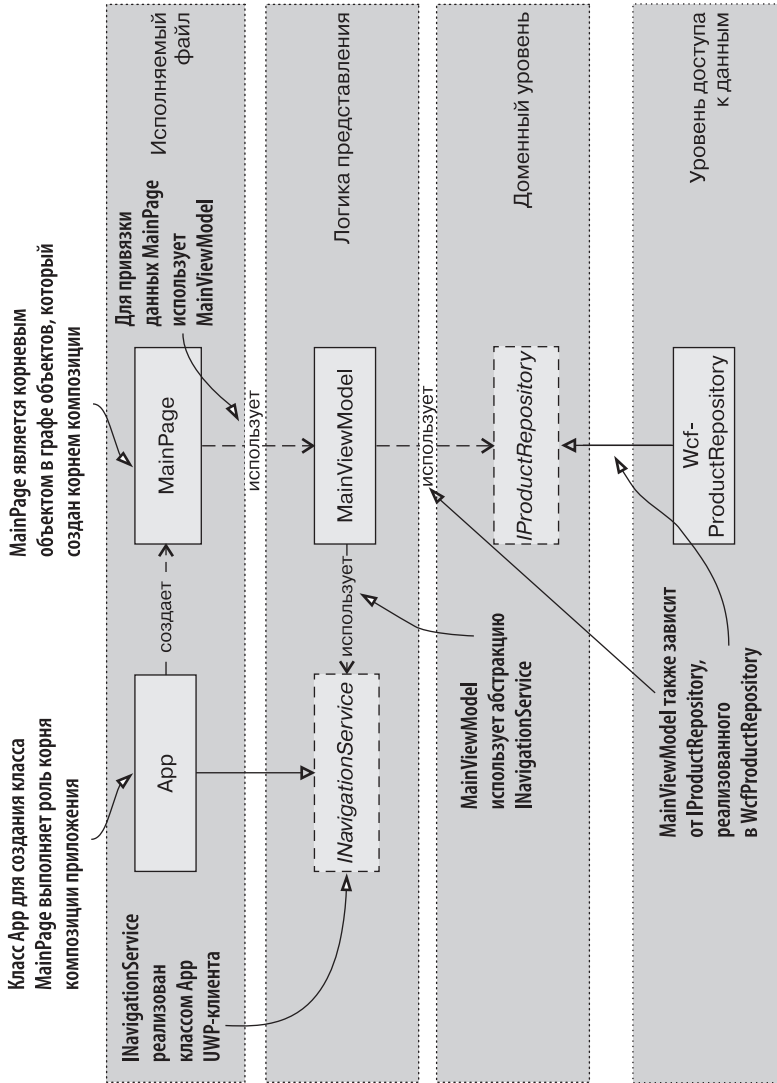 Класс App для создания класса
MainPage выполняет роль корня
композиции приложения
MainPage является корневым
объектом в графе объектов, который
создан корнем композиции
INavigationService
реализован
классом App
UWP-клиента
App
создает
MainPage
Для привязки
данных MainPage
использует
MainViewModel
Исполняемый
файл
использует
INavigationService
использует
MainViewModel
Логика представления
MainViewModel
использует абстракцию
INavigationService
использует
IProductRepository
Доменный уровень
MainViewModel также зависит
от IProductRepository,
реализованного
в WcfProductRepository
Wcf-
ProductRepository
Уровень доступа
к данным